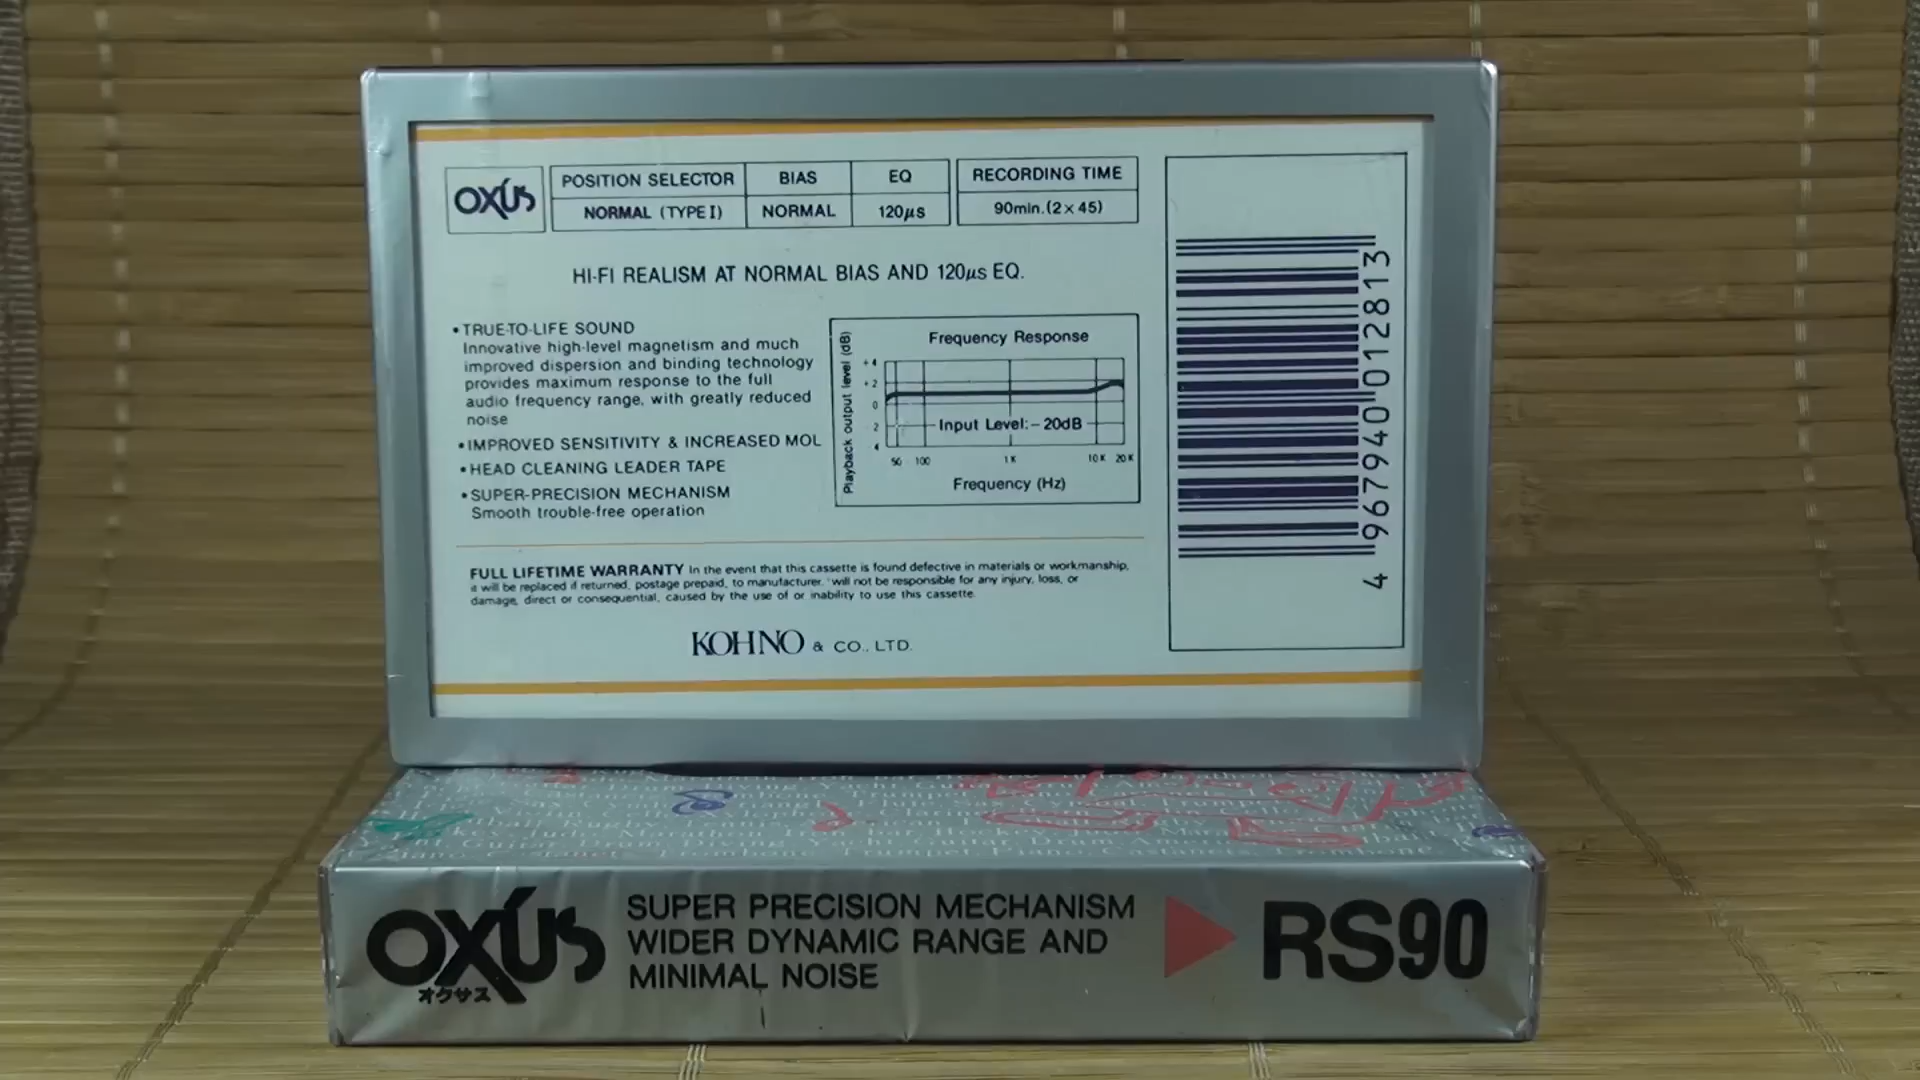 OXUS
POSITION SELECTOR
BIAS
EQ
RECORDING TIME
NORMAL (TYPE I)
NORMAL
120µs
90min.(2×45)
HI-FI REALISM AT NORMAL BIAS AND 120µs EQ.
• TRUE-TO-LIFE SOUND
Innovative high-level magnetism and much
improved dispersion and binding technology
provides maximum response to the full
audio frequency range, with greatly reduced
noise
• IMPROVED SENSITIVITY & INCREASED MOL
• HEAD CLEANING LEADER TAPE
• SUPER-PRECISION MECHANISM
Smooth trouble-free operation
Frequency Response
Playback output level (dB)
+4
+2
0
2
4
Input Level:-20dB
50 100 1K 10K 20K
Frequency (Hz)
FULL LIFETIME WARRANTY In the event that this cassette is found defective in materials or workmanship,
it will be replaced if returned, postage prepaid, to manufacturer. will not be responsible for any injury, loss, or
damage, direct or consequential, caused by the use of or inability to use this cassette.
KOHNO & CO., LTD.
4967940012813
OXUS
オクサス
SUPER PRECISION MECHANISM
WIDER DYNAMIC RANGE AND
MINIMAL NOISE
RS90